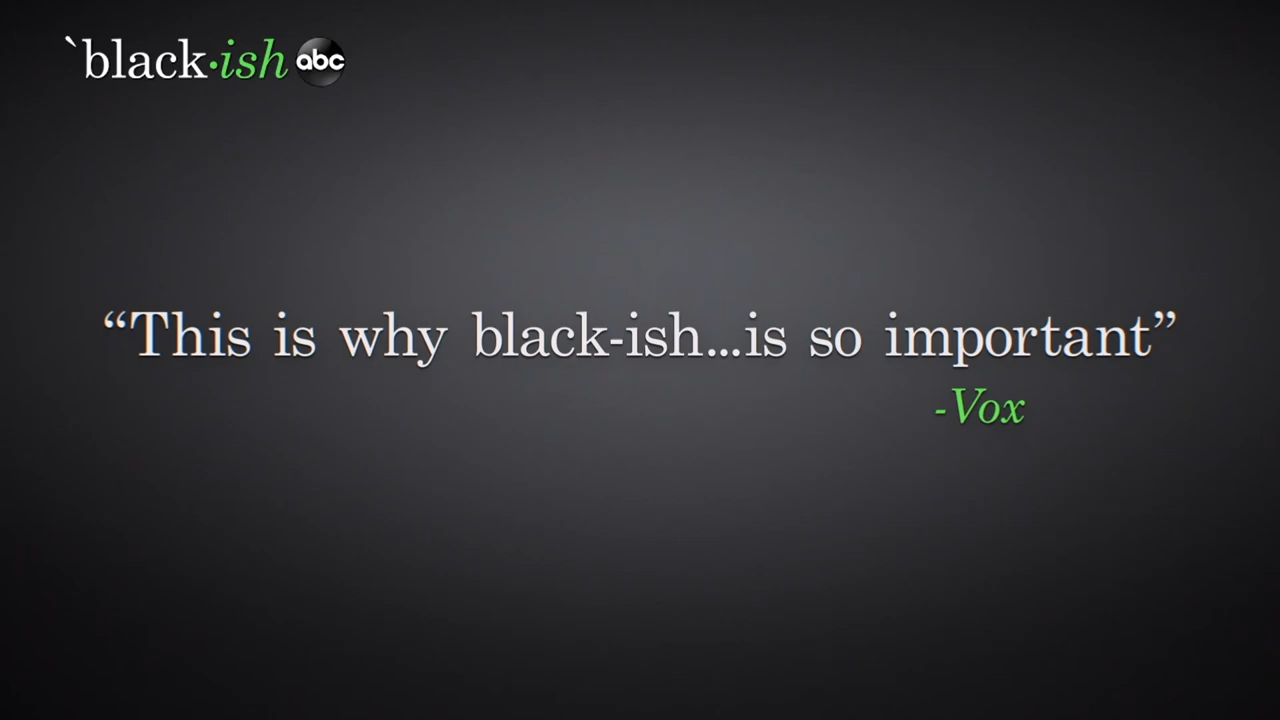 `black·ish abc
“This is why black-ish...is so important”
-Vox